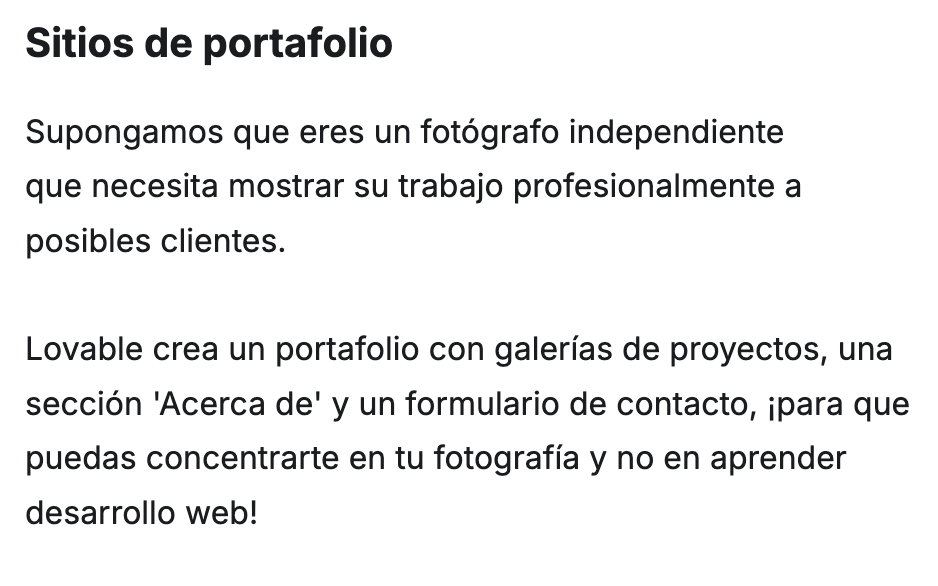 Sitios de portafolio
Supongamos que eres un fotógrafo independiente
que necesita mostrar su trabajo profesionalmente a
posibles clientes.
Lovable crea un portafolio con galerías de proyectos, una
sección 'Acerca de' y un formulario de contacto, ¡para que
puedas concentrarte en tu fotografía y no en aprender
desarrollo web!